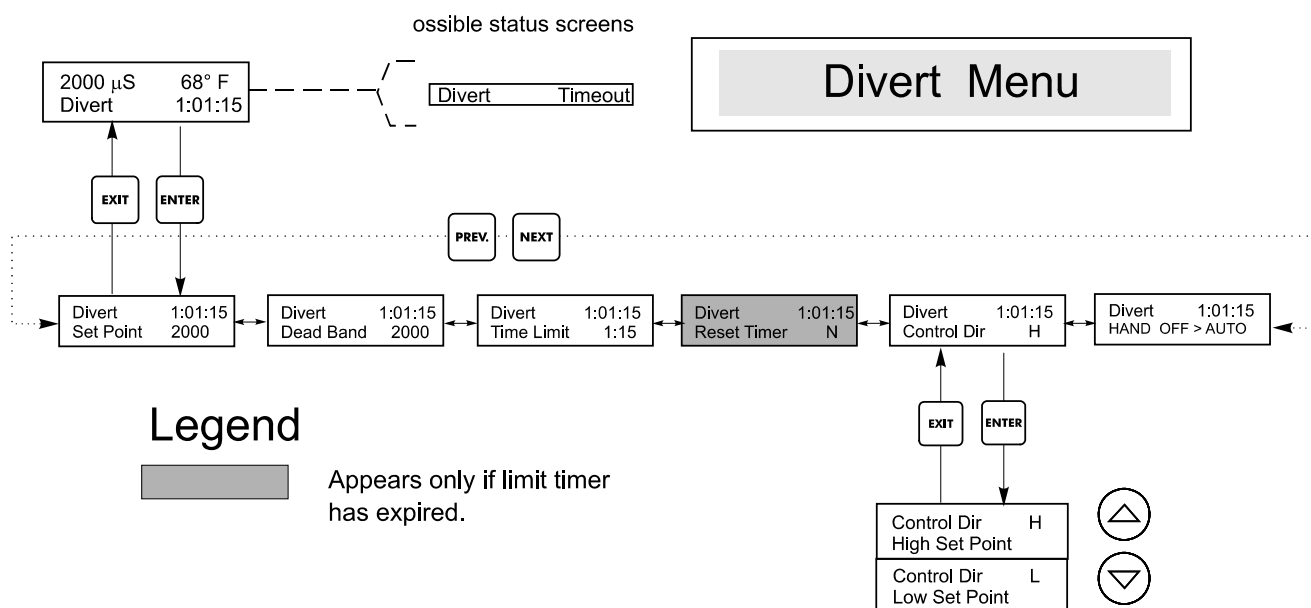 ossible status screens
Divert Menu
2000 μS 68° F
Divert 1:01:15
Divert Timeout
EXIT
ENTER
PREV.
NEXT
Divert 1:01:15
Set Point 2000
Divert 1:01:15
Dead Band 2000
Divert 1:01:15
Time Limit 1:15
Divert 1:01:15
Reset Timer N
Divert 1:01:15
Control Dir H
Divert 1:01:15
HAND OFF > AUTO
EXIT
ENTER
Legend
Appears only if limit timer
has expired.
Control Dir H
High Set Point
Control Dir L
Low Set Point